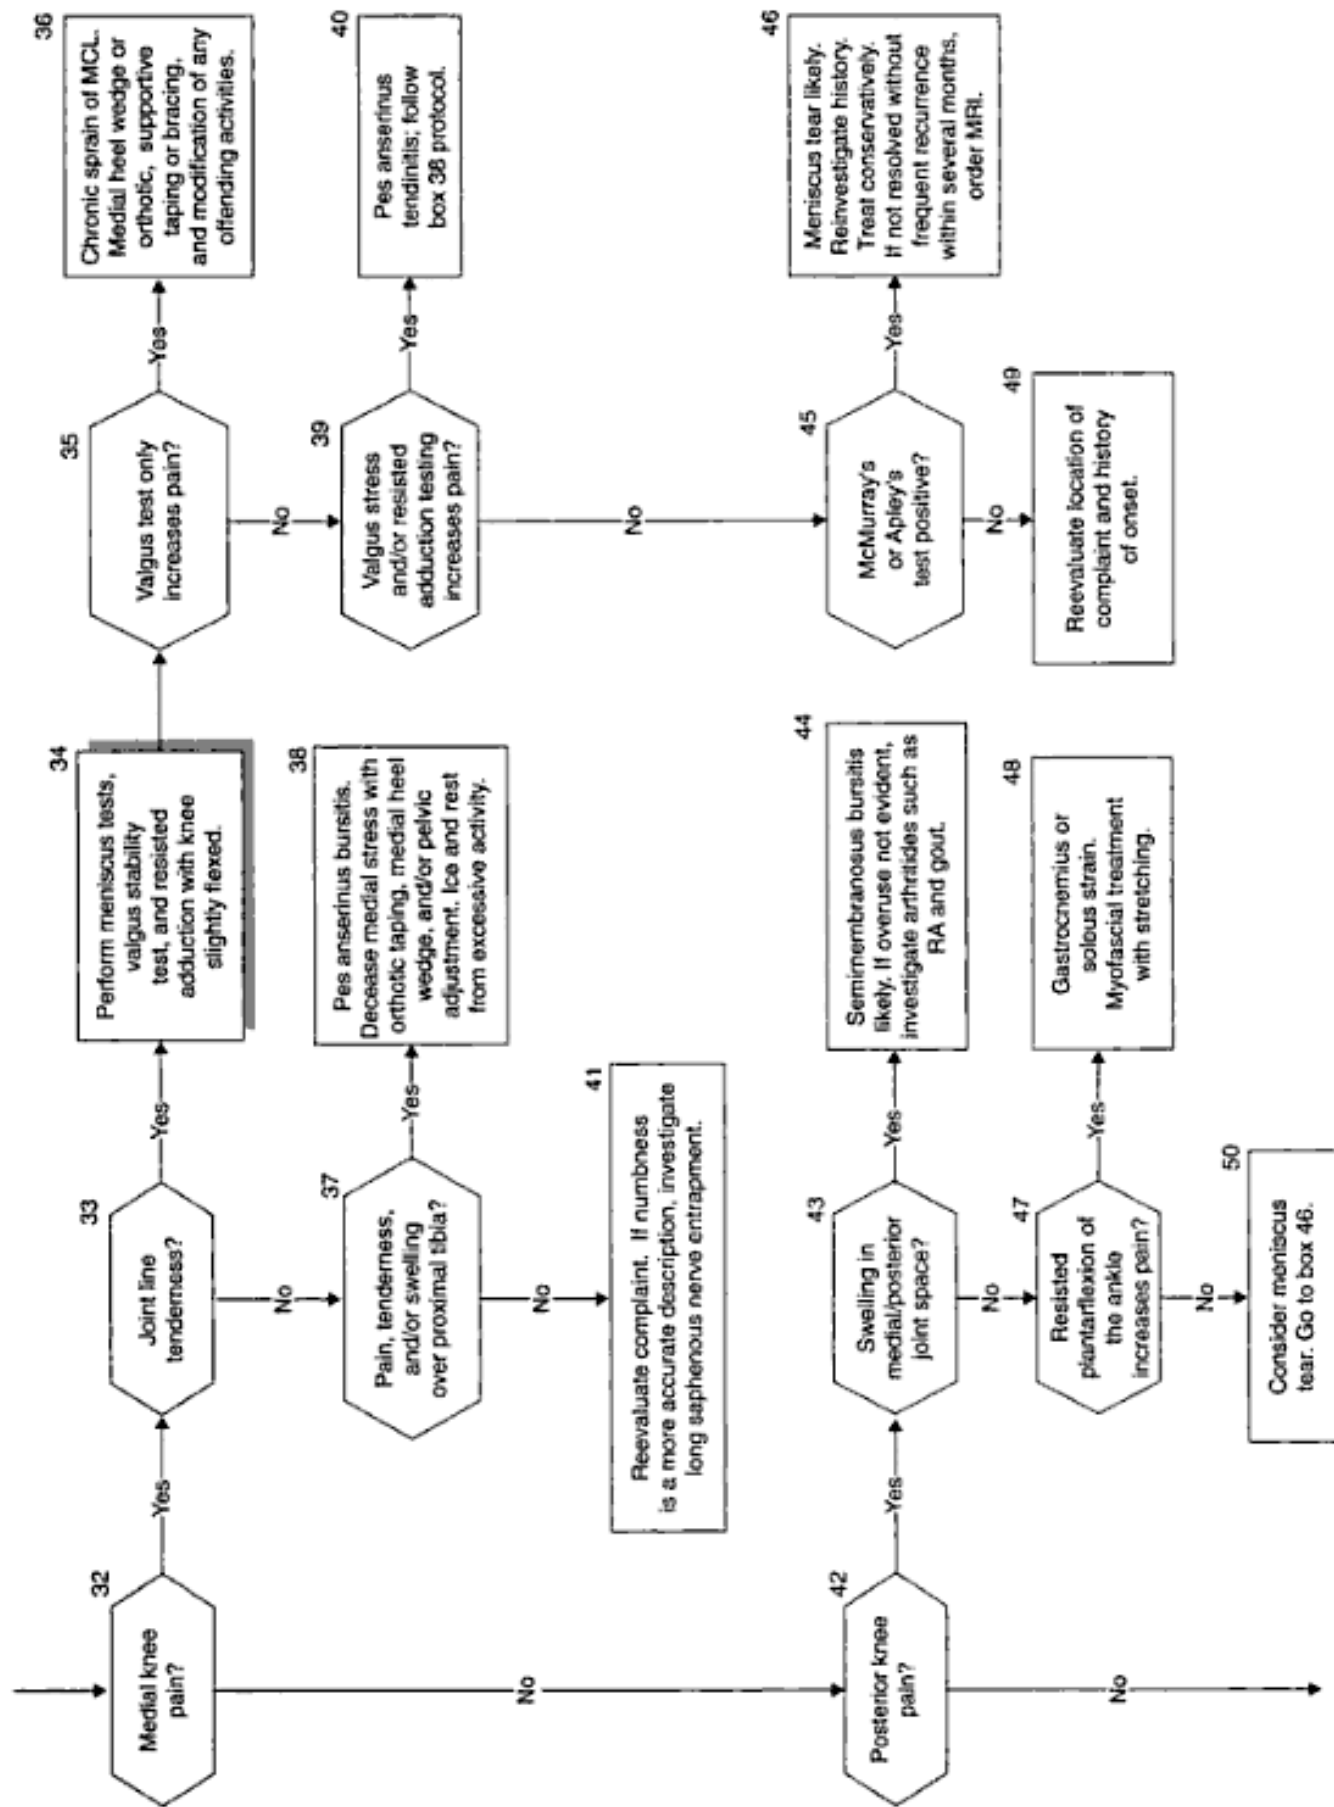 32
Medial knee
pain?
Yes
No
33
Joint line
tenderness?
Yes
No
34
Perform meniscus tests,
valgus stability
test, and resisted
adduction with knee
slightly flexed.
35
Valgus test only
increases pain?
Yes
No
36
Chronic sprain of MCL.
Medial heel wedge or
orthotic, supportive
taping or bracing,
and modification of any
offending activities.
37
Pain, tenderness,
and/or swelling
over proximal tibia?
Yes
No
38
Pes anserinus bursitis.
Decease medial stress with
orthotic taping, medial heel
wedge, and/or pelvic
adjustment. Ice and rest
from excessive activity.
39
Valgus stress
and/or resisted
adduction testing
increases pain?
Yes
No
40
Pes anserinus
tendinitis; follow
box 38 protocol.
41
Reevaluate complaint. If numbness
is a more accurate description, investigate
long saphenous nerve entrapment.
42
Posterior knee
pain?
Yes
No
43
Swelling in
medial/posterior
joint space?
Yes
No
44
Semimembranosus bursitis
likely. If overuse not evident,
investigate arthritides such as
RA and gout.
45
McMurray's
or Apley's
test positive?
Yes
No
46
Meniscus tear likely.
Reinvestigate history.
Treat conservatively.
If not resolved without
frequent recurrence
within several months,
order MRI.
47
Resisted
plantarflexion of
the ankle
increases pain?
Yes
No
48
Gastrocnemius or
soleus strain.
Myofascial treatment
with stretching.
49
Reevaluate location of
complaint and history
of onset.
50
Consider meniscus
tear. Go to box 46.